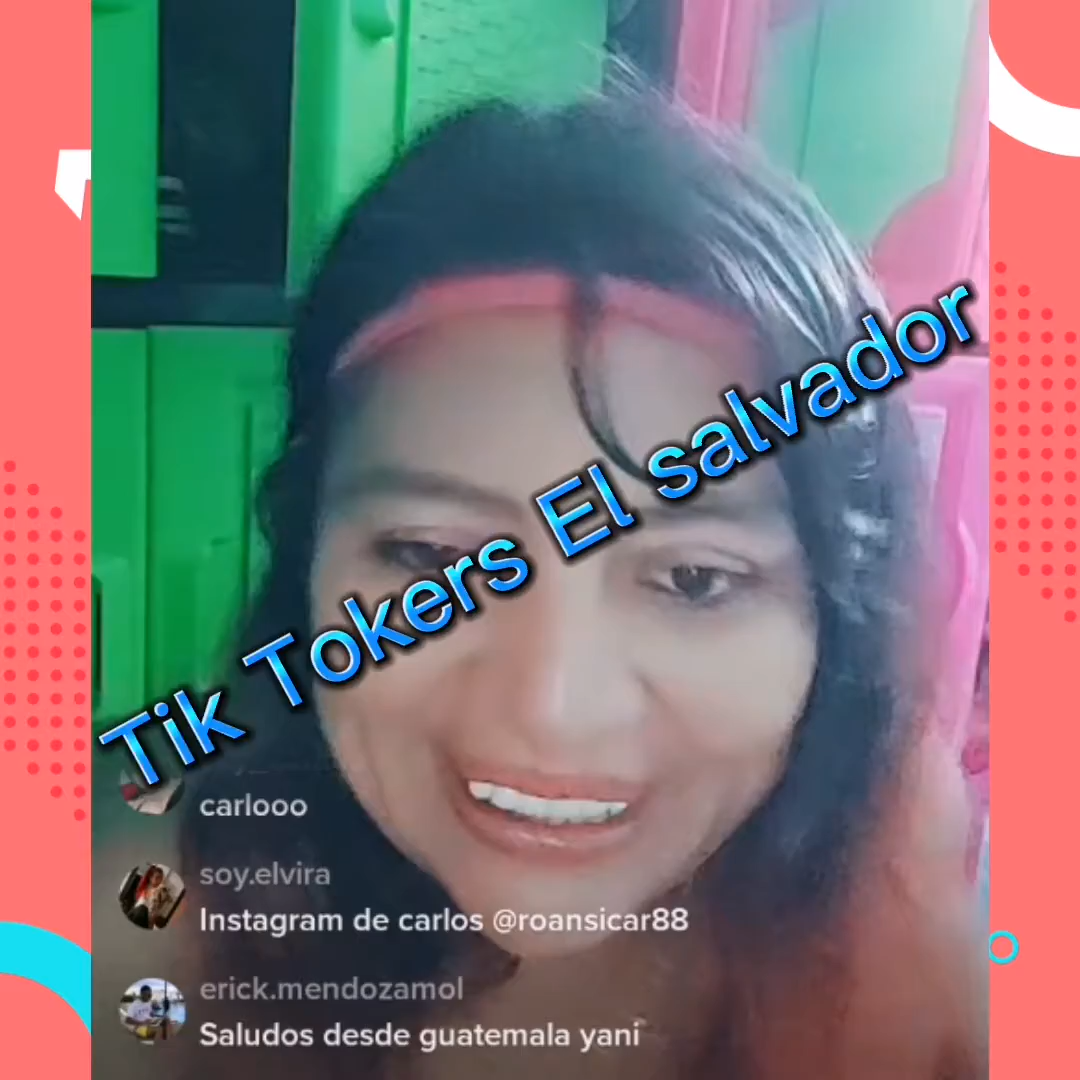 Tik Tokers El salvador
carlooo
soy.elvira
Instagram de carlos @roansicar88
erick.mendozamol
Saludos desde guatemala yani